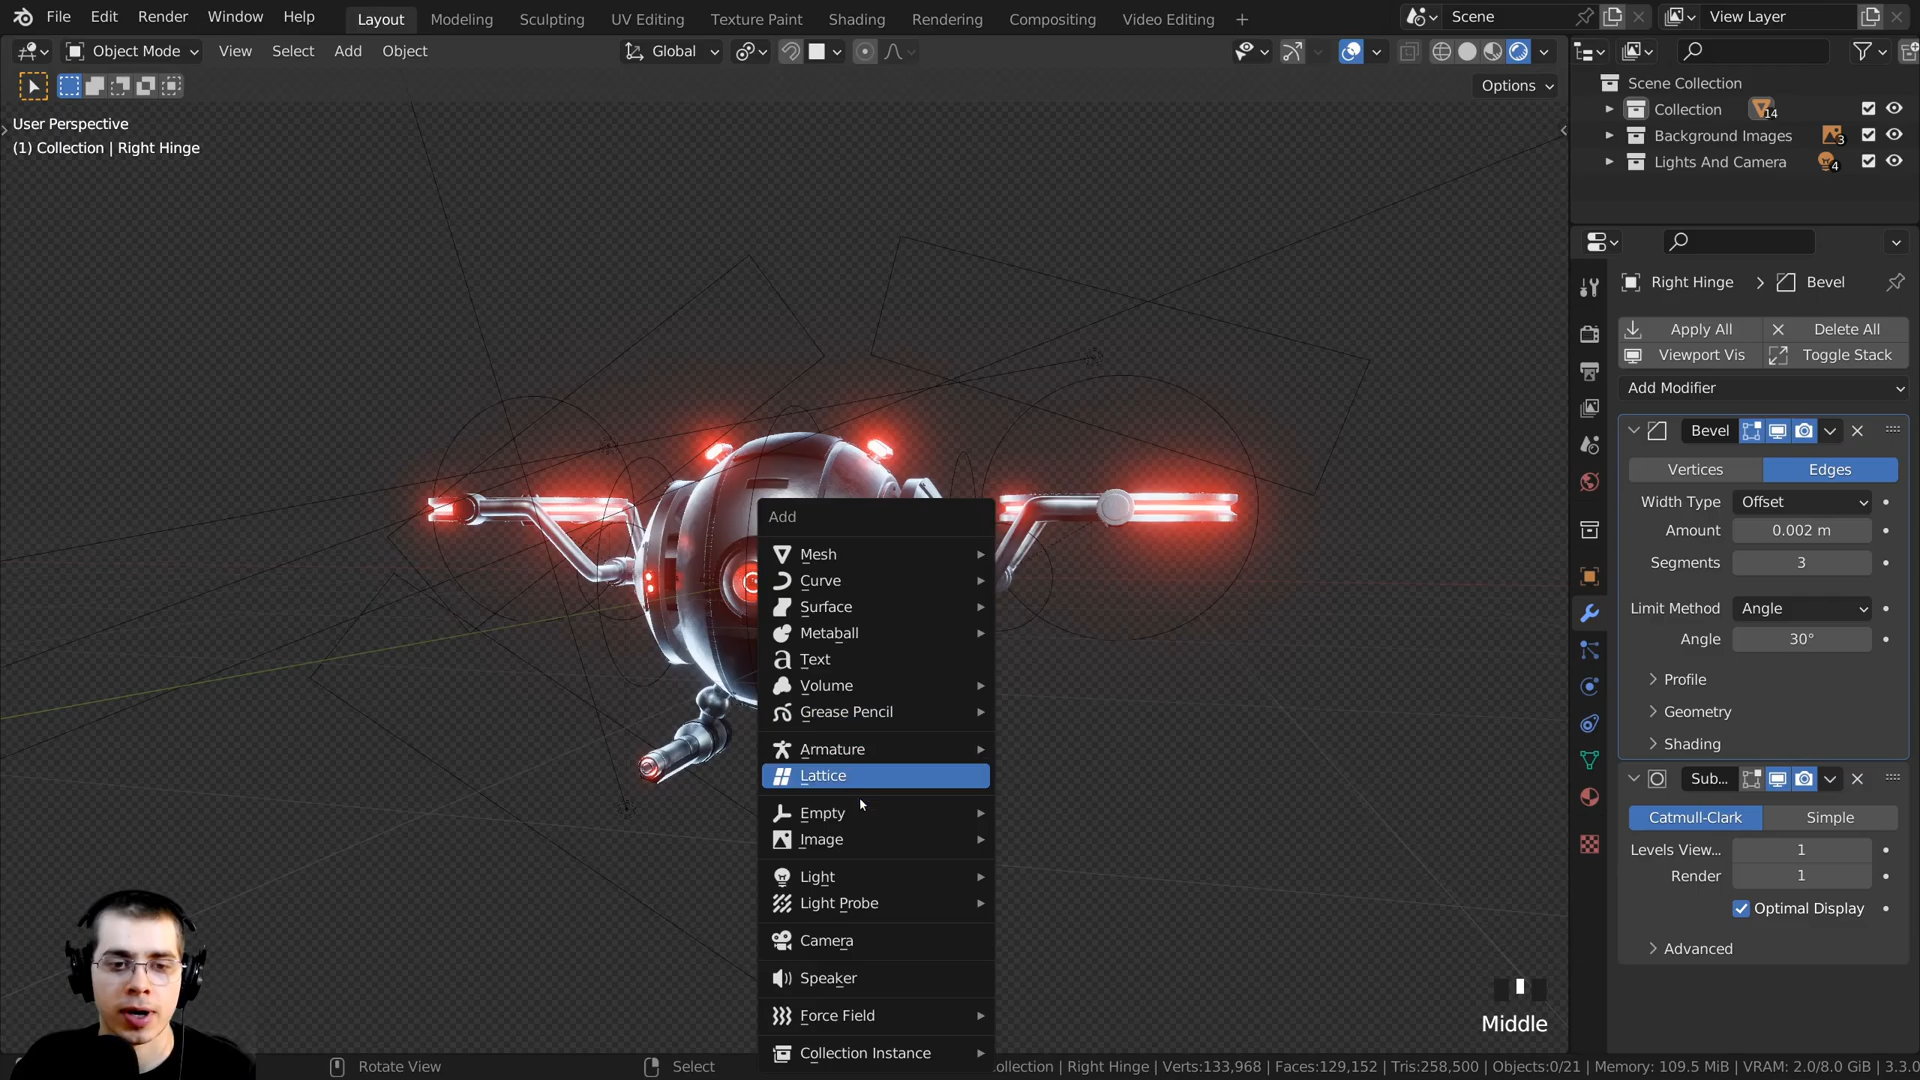 File Edit Render Window Help Layout Modeling Sculpting UV Editing Texture Paint Shading Rendering Compositing Video Editing + Scene View Layer
Object Mode View Select Add Object Global
Options
User Perspective
(1) Collection | Right Hinge
Scene Collection
Collection 14
Background Images 3
Lights And Camera 4
Right Hinge > Bevel
Apply All Delete All
Viewport Vis Toggle Stack
Add Modifier
Bevel
Vertices Edges
Width Type Offset
Amount 0.002 m
Segments 3
Limit Method Angle
Angle 30°
Profile
Geometry
Shading
Sub...
Catmull-Clark Simple
Levels View... 1
Render 1
Optimal Display
Advanced
Add
Mesh
Curve
Surface
Metaball
Text
Volume
Grease Pencil
Armature
Lattice
Empty
Image
Light
Light Probe
Camera
Speaker
Force Field
Collection Instance
Middle
Rotate View Select ollection | Right Hinge | Verts:133,968 | Faces:129,152 | Tris:258,500 | Objects:0/21 | Memory: 109.5 MiB | VRAM: 2.0/8.0 GiB | 3.3.0